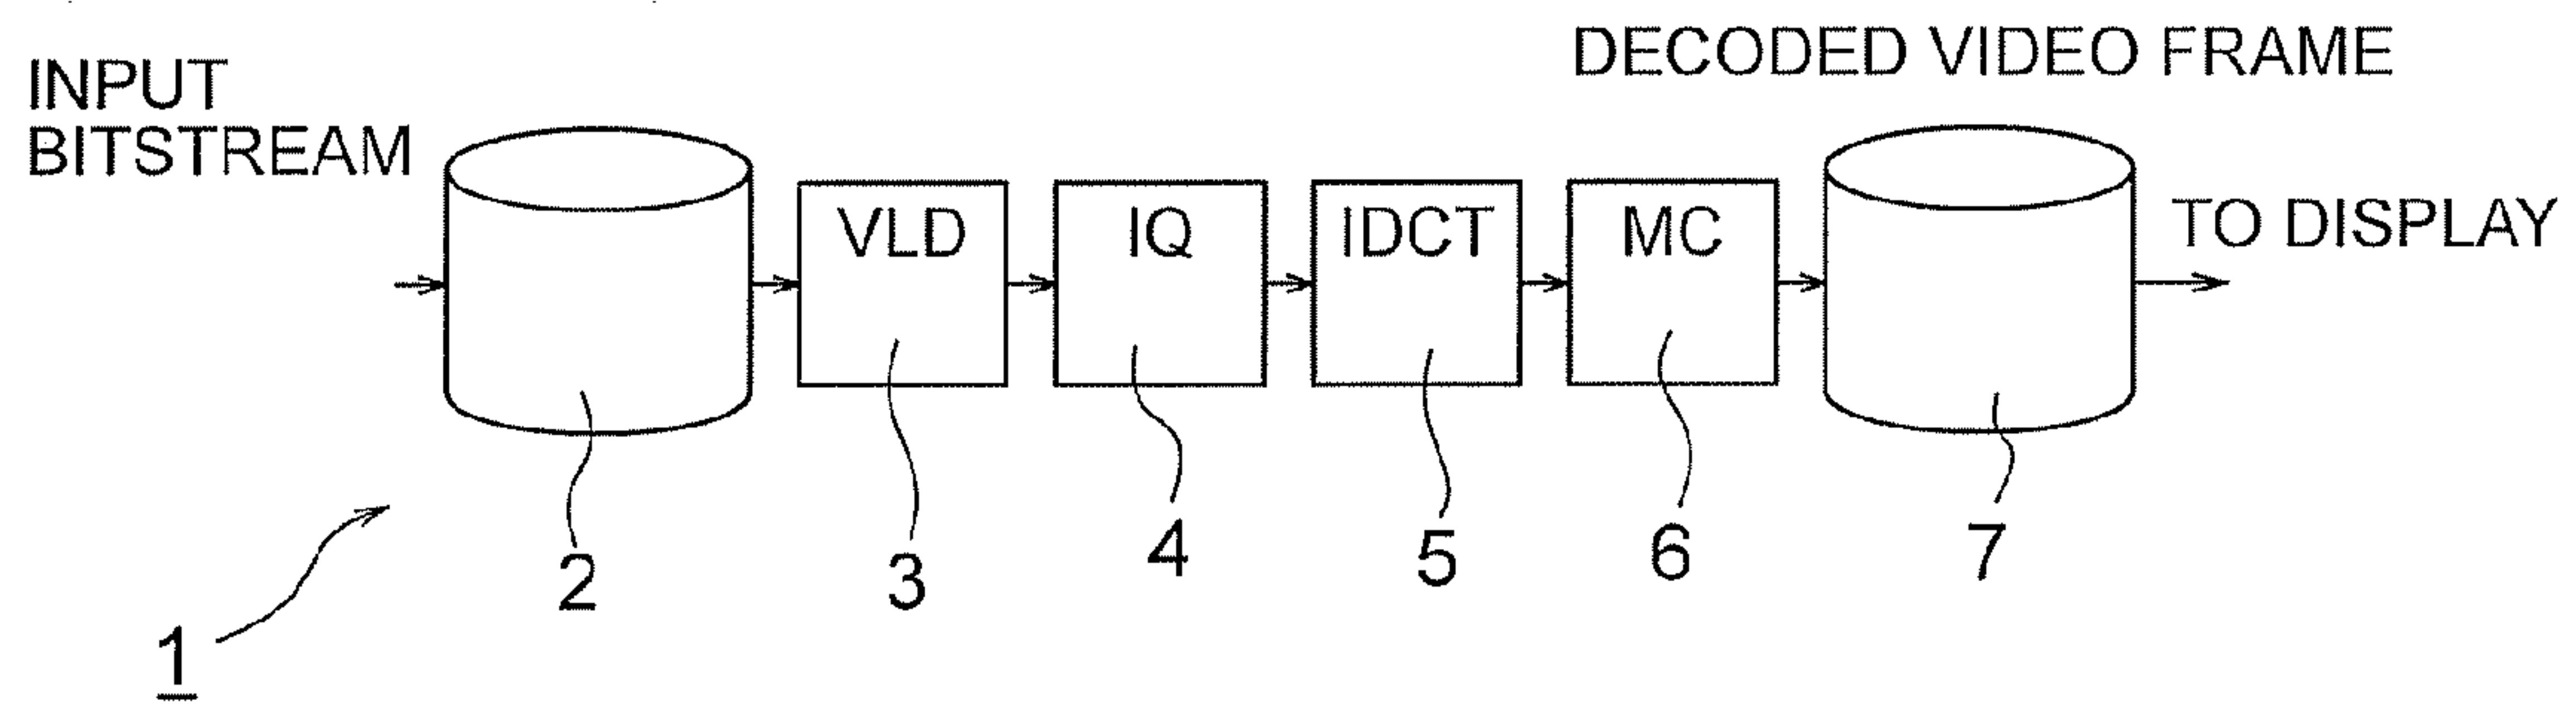 DECODED VIDEO FRAME
INPUT
BITSTREAM
VLD
IQ
IDCT
MC
TO DISPLAY
2
3
4
5
6
7
1